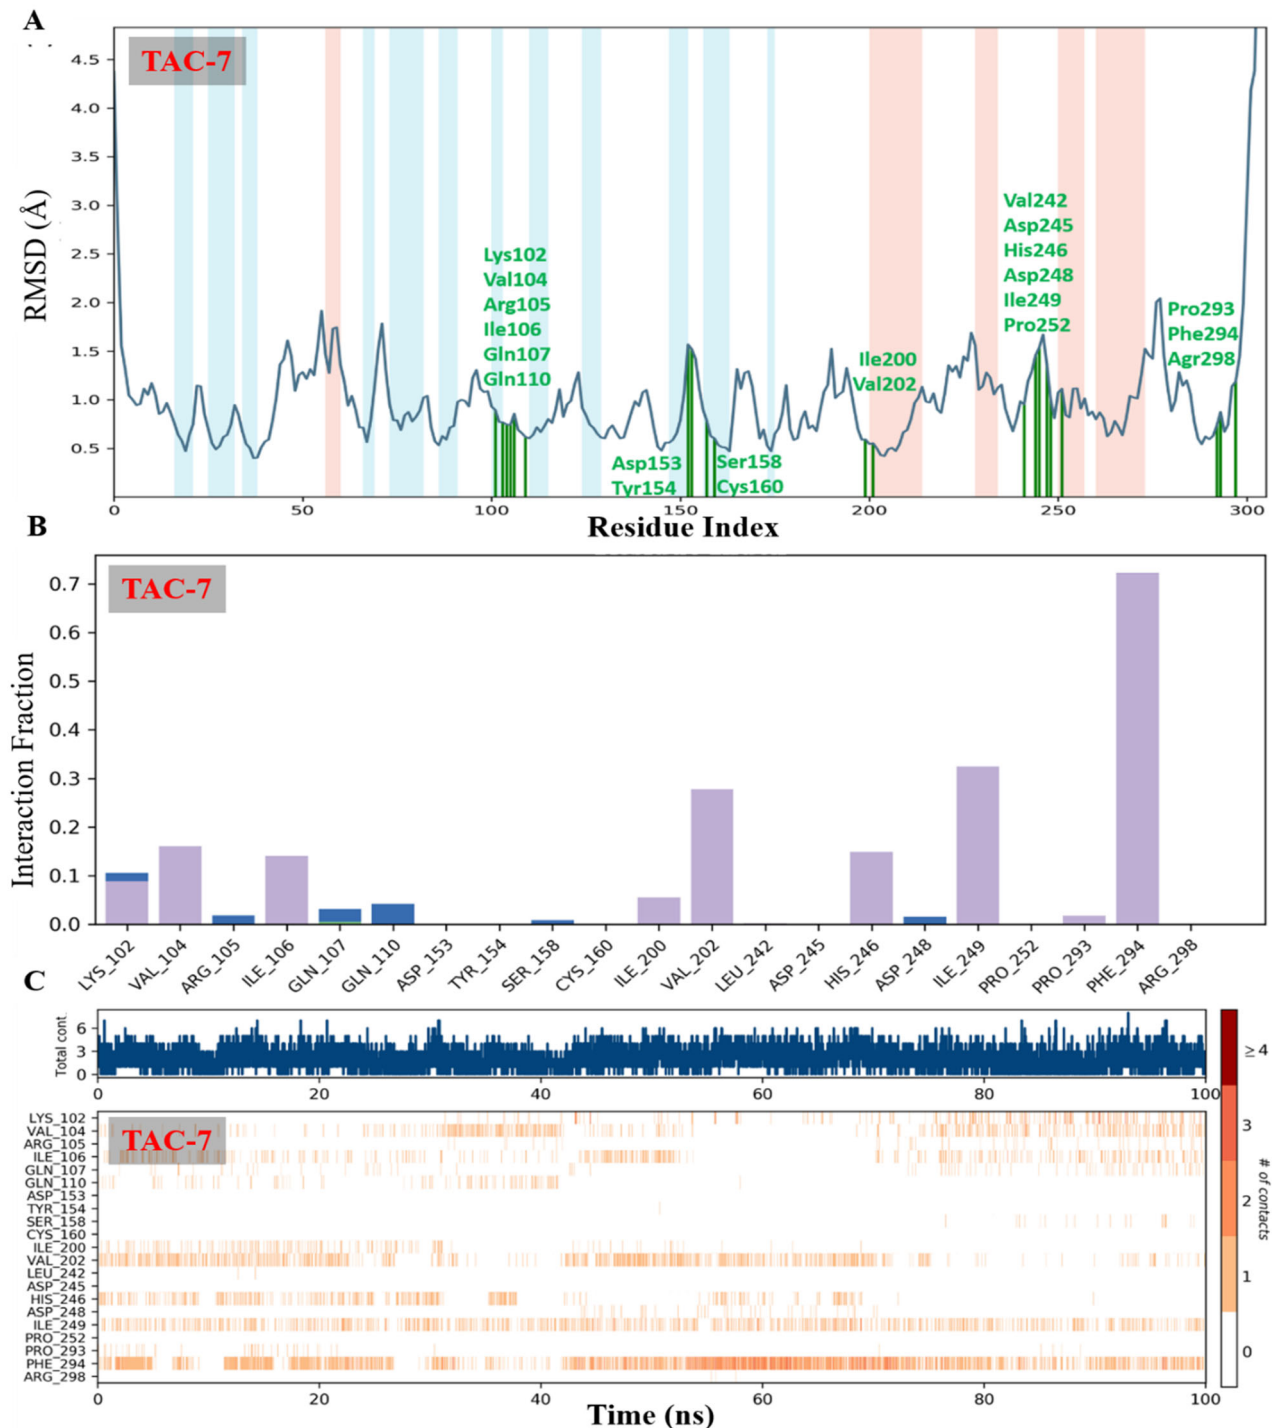 A
TAC-7
4.5
4.0
3.5
3.0
2.5
2.0
1.5
1.0
0.5
RMSD (Å)
Lys102
Val104
Arg105
Ile106
Gln107
Gln110
Asp153
Tyr154
Ser158
Cys160
Ile200
Val202
Val242
Asp245
His246
Asp248
Ile249
Pro252
Pro293
Phe294
Agr298
0 50 100 150 200 250 300
Residue Index
B
TAC-7
0.7
0.6
0.5
0.4
0.3
0.2
0.1
0.0
Interaction Fraction
LYS_102 VAL_104 ARG_105 ILE_106 GLN_107 GLN_110 ASP_153 TYR_154 SER_158 CYS_160 ILE_200 VAL_202 LEU_242 ASP_245 HIS_246 ASP_248 ILE_249 PRO_252 PRO_293 PHE_294 ARG_298
C
Total cont.
6
3
0
0 20 40 60 80 100
TAC-7
LYS_102
VAL_104
ARG_105
ILE_106
GLN_107
GLN_110
ASP_153
TYR_154
SER_158
CYS_160
ILE_200
VAL_202
LEU_242
ASP_245
HIS_246
ASP_248
ILE_249
PRO_252
PRO_293
PHE_294
ARG_298
0 20 40 60 80 100
Time (ns)
≥ 4
3
2
1
0
# of contacts